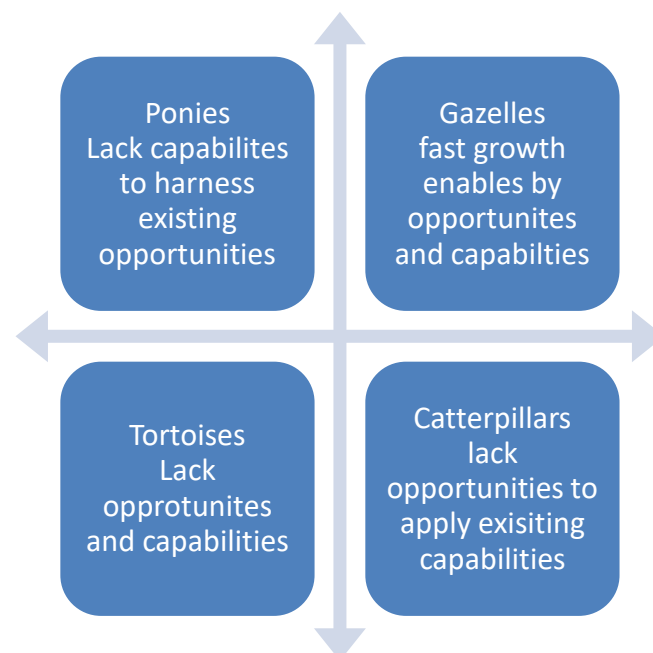 Ponies
Lack capabilites
to harness
existing
opportunities
Gazelles
fast growth
enables by
opportunites
and capabilties
Tortoises
Lack
opprotunites
and capabilities
Catterpillars
lack
opportunities to
apply exisiting
capabilities